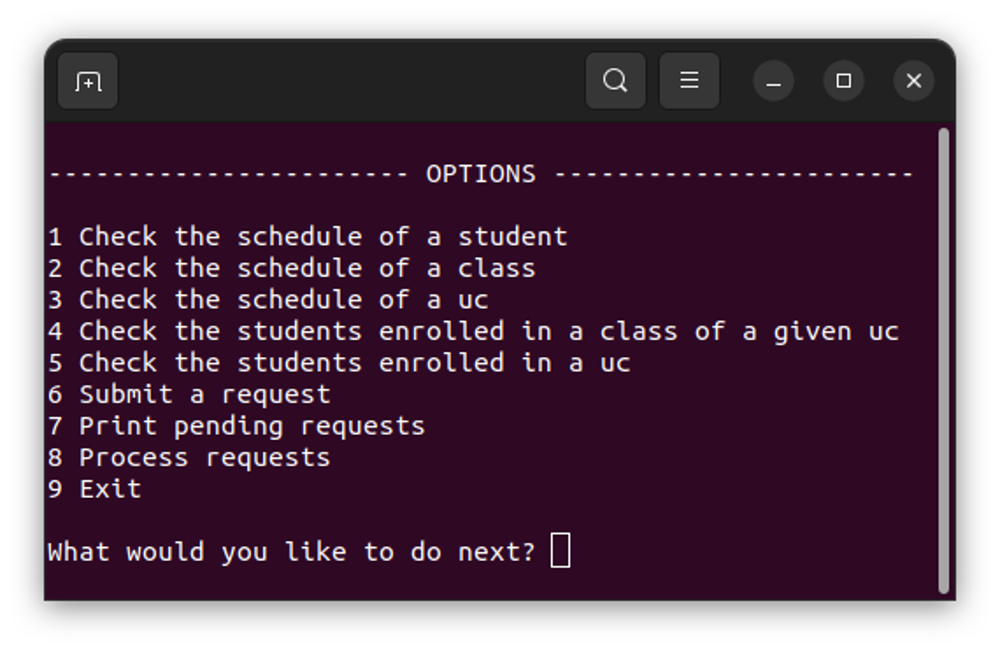 ----------------------- OPTIONS -----------------------
1 Check the schedule of a student
2 Check the schedule of a class
3 Check the schedule of a uc
4 Check the students enrolled in a class of a given uc
5 Check the students enrolled in a uc
6 Submit a request
7 Print pending requests
8 Process requests
9 Exit
What would you like to do next?